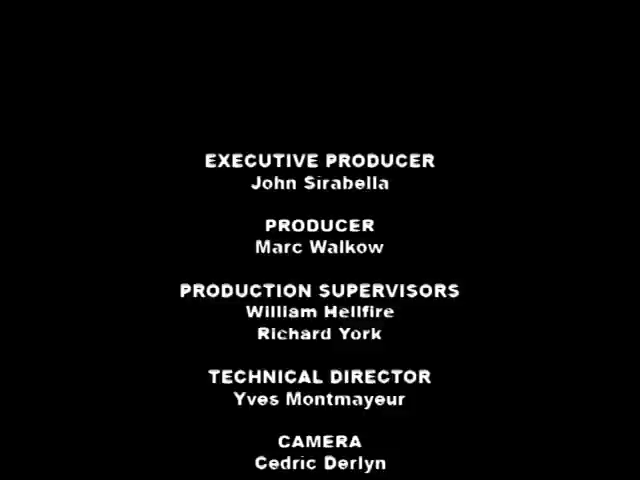 EXECUTIVE PRODUCER
John Sirabella
PRODUCER
Marc Walkow
PRODUCTION SUPERVISORS
William Hellfire
Richard York
TECHNICAL DIRECTOR
Yves Montmayeur
CAMERA
Cedric Derlyn